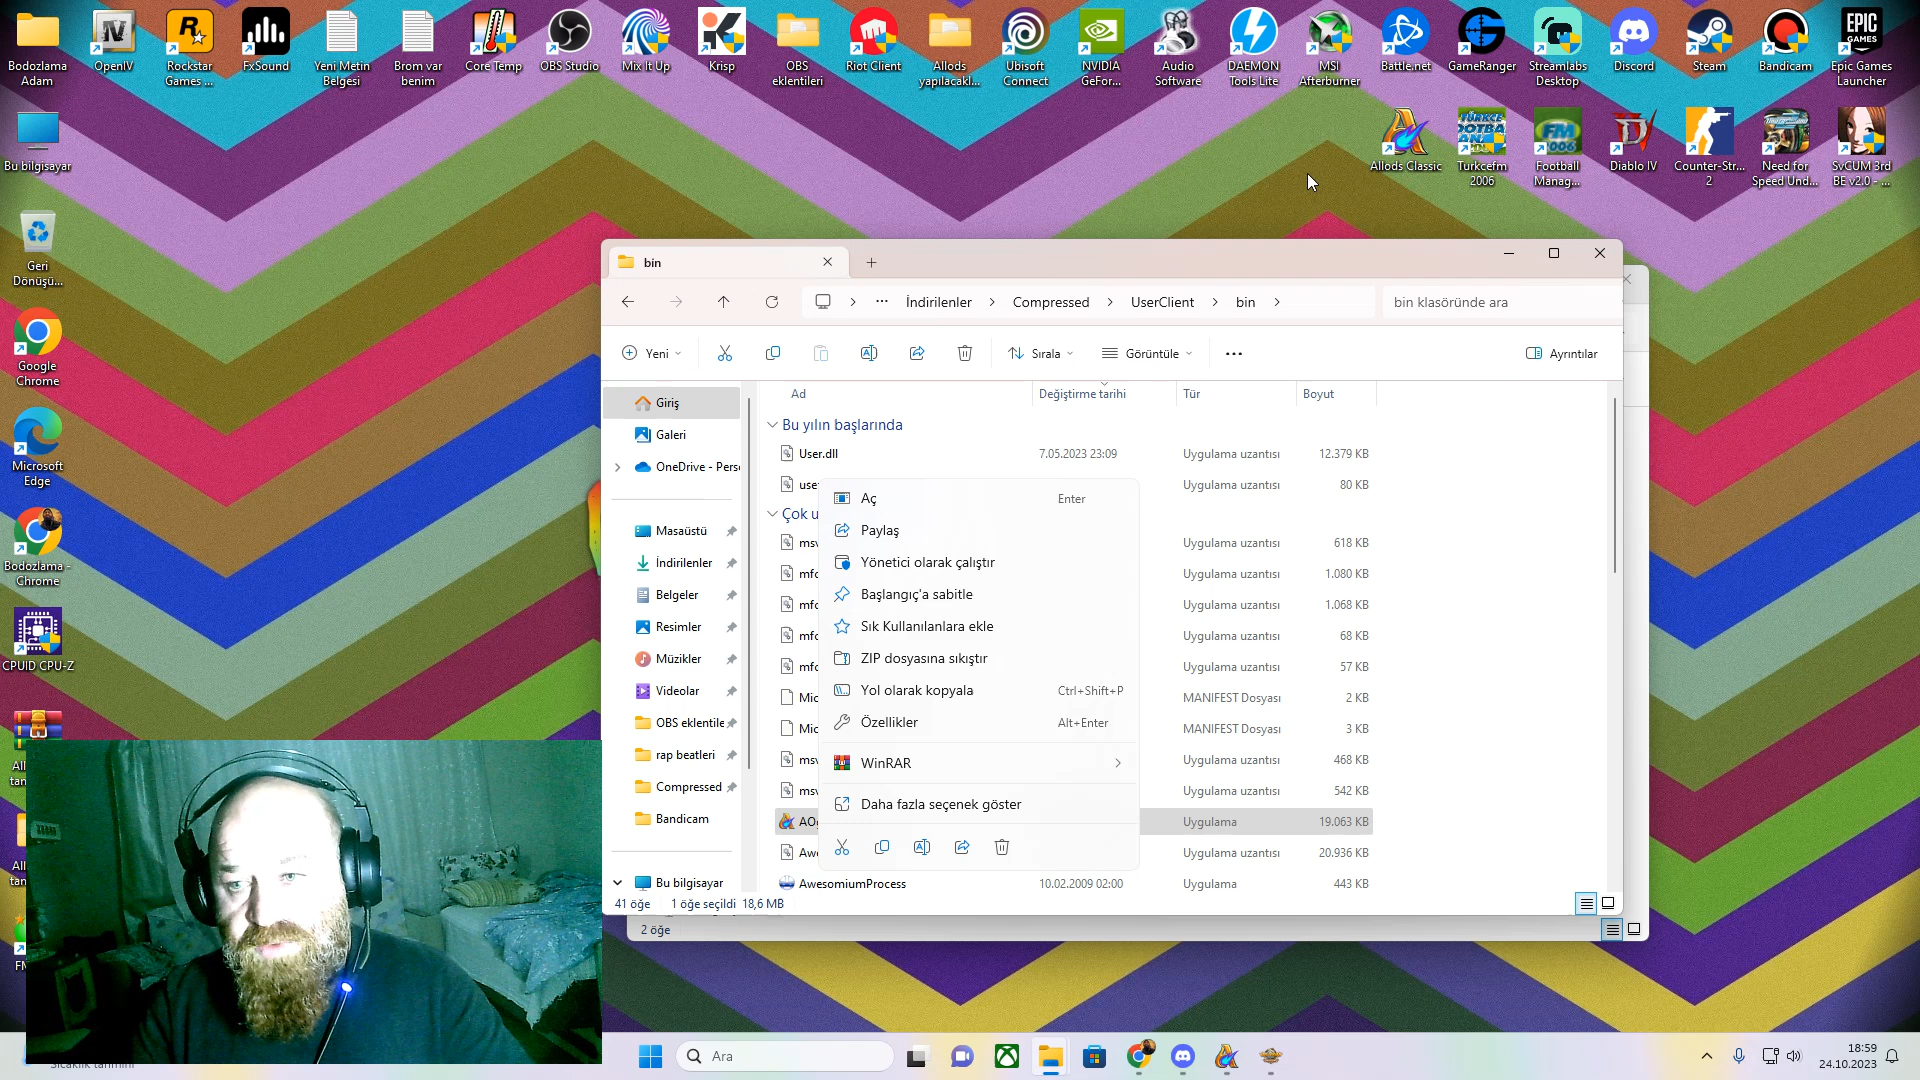 Bodozlama
Adam
OpenIV
Rockstar
Games ...
FxSound
Yeni Metin
Belgesi
Brom var
benim
Core Temp
OBS Studio
Mix It Up
Krisp
OBS
eklentileri
Riot Client
Allods
yapılacakl...
Ubisoft
Connect
NVIDIA
GeFor...
Audio
Software
DAEMON
Tools Lite
MSI
Afterburner
Battle.net
GameRanger
Streamlabs
Desktop
Discord
Steam
Bandicam
EPIC
GAMES
Epic Games
Launcher
Bu bilgisayar
Allods Classic
Turkcefm
2006
FM
2006
Football
Manag...
Diablo IV
Counter-Str...
2
Need for
Speed Und...
SvCUM 3rd
BE v2.0 - ...
Geri
Dönüşü...
Google
Chrome
Microsoft
Edge
Bodozlama -
Chrome
CPUID CPU-Z
bin
İndirilenler
Compressed
UserClient
bin
bin klasöründe ara
Yeni
Sırala
Görüntüle
Ayrıntılar
Giriş
Galeri
OneDrive - Perso
Masaüstü
İndirilenler
Belgeler
Resimler
Müzikler
Videolar
OBS eklentile
rap beatleri
Compressed
Bandicam
Bu bilgisayar
Ad
Değiştirme tarihi
Tür
Boyut
Bu yılın başlarında
User.dll 7.05.2023 23:09 Uygulama uzantısı 12.379 KB
use Uygulama uzantısı 80 KB
Çok u
msv Uygulama uzantısı 618 KB
mfc Uygulama uzantısı 1.080 KB
mfc Uygulama uzantısı 1.068 KB
mfc Uygulama uzantısı 68 KB
mfc Uygulama uzantısı 57 KB
Mic MANIFEST Dosyası 2 KB
Mic MANIFEST Dosyası 3 KB
msv Uygulama uzantısı 468 KB
msv Uygulama uzantısı 542 KB
AOg Uygulama 19.063 KB
Awe Uygulama uzantısı 20.936 KB
AwesomiumProcess 10.02.2009 02:00 Uygulama 443 KB
Aç Enter
Paylaş
Yönetici olarak çalıştır
Başlangıç'a sabitle
Sık Kullanılanlara ekle
ZIP dosyasına sıkıştır
Yol olarak kopyala Ctrl+Shift+P
Özellikler Alt+Enter
WinRAR
Daha fazla seçenek göster
41 öğe 1 öğe seçildi 18,6 MB
2 öğe
Ara
18:59
24.10.2023